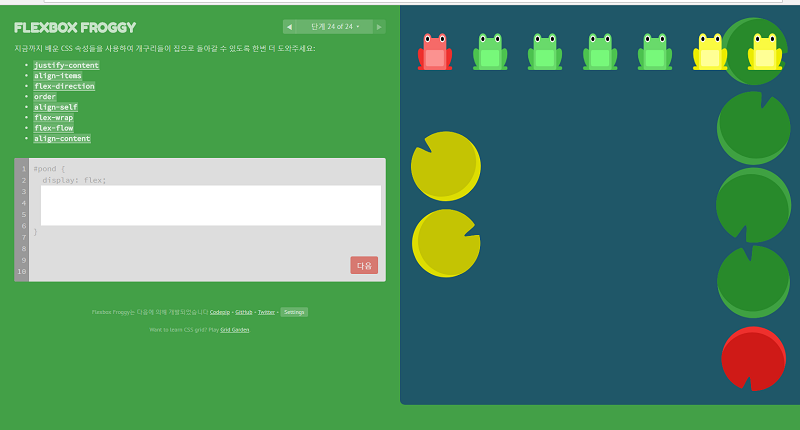 FLEXBOX FROGGY
◀ 단계 24 of 24 ▾ ▶
지금까지 배운 CSS 속성들을 사용하여 개구리들이 집으로 돌아갈 수 있도록 한번 더 도와주세요:
• justify-content
• align-items
• flex-direction
• order
• align-self
• flex-wrap
• flex-flow
• align-content
1 #pond {
2 display: flex;
3
4
5
6 }
7
8
9
10
다음
Flexbox Froggy는 다음에 의해 개발되었습니다 Codepip • GitHub • Twitter • Settings
Want to learn CSS grid? Play Grid Garden.